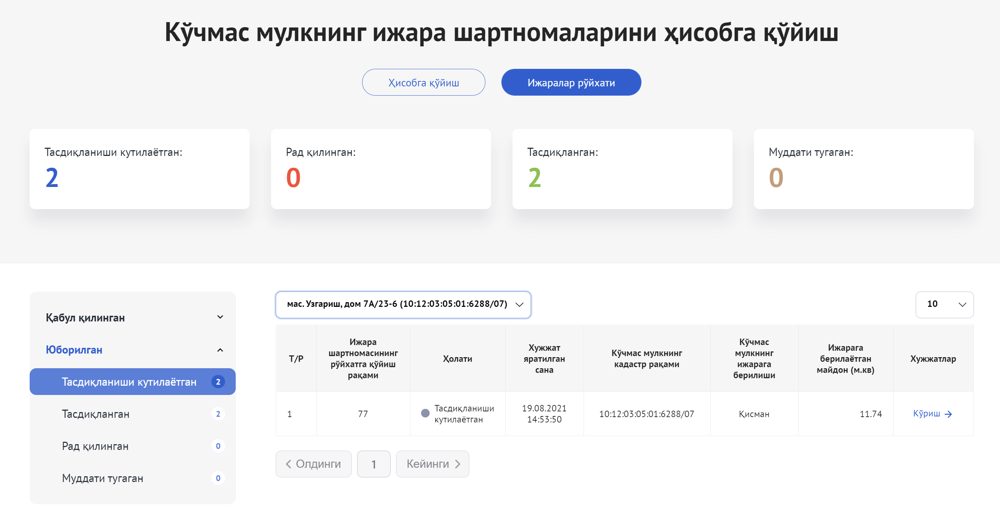 Кўчмас мулкнинг ижара шартномаларини ҳисобга қўйиш
Ҳисобга қўйиш
Ижаралар рўйхати
Тасдиқланиши кутилаётган:
2
Рад қилинган:
0
Тасдиқланган:
2
Муддати тугаган:
0
Қабул қилинган
Юборилган
Тасдиқланиши кутилаётган 2
Тасдиқланган 2
Рад қилинган 0
Муддати тугаган 0
мас. Узгариш, дом 7А/23-6 (10:12:03:05:01:6288/07)
10
Т/Р
Ижара
шартномасининг
рўйхатга қўйиш
рақами
Ҳолати
Хужжат
яратилган
сана
Кўчмас мулкнинг
кадастр рақами
Кўчмас
мулкнинг
ижарага
берилиши
Ижарага
берилаётган
майдон (м.кв)
Хужжатлар
1
77
Тасдиқланиши
кутилаётган
19.08.2021
14:53:50
10:12:03:05:01:6288/07
Қисман
11.74
Кўриш
Олдинги
1
Кейинги